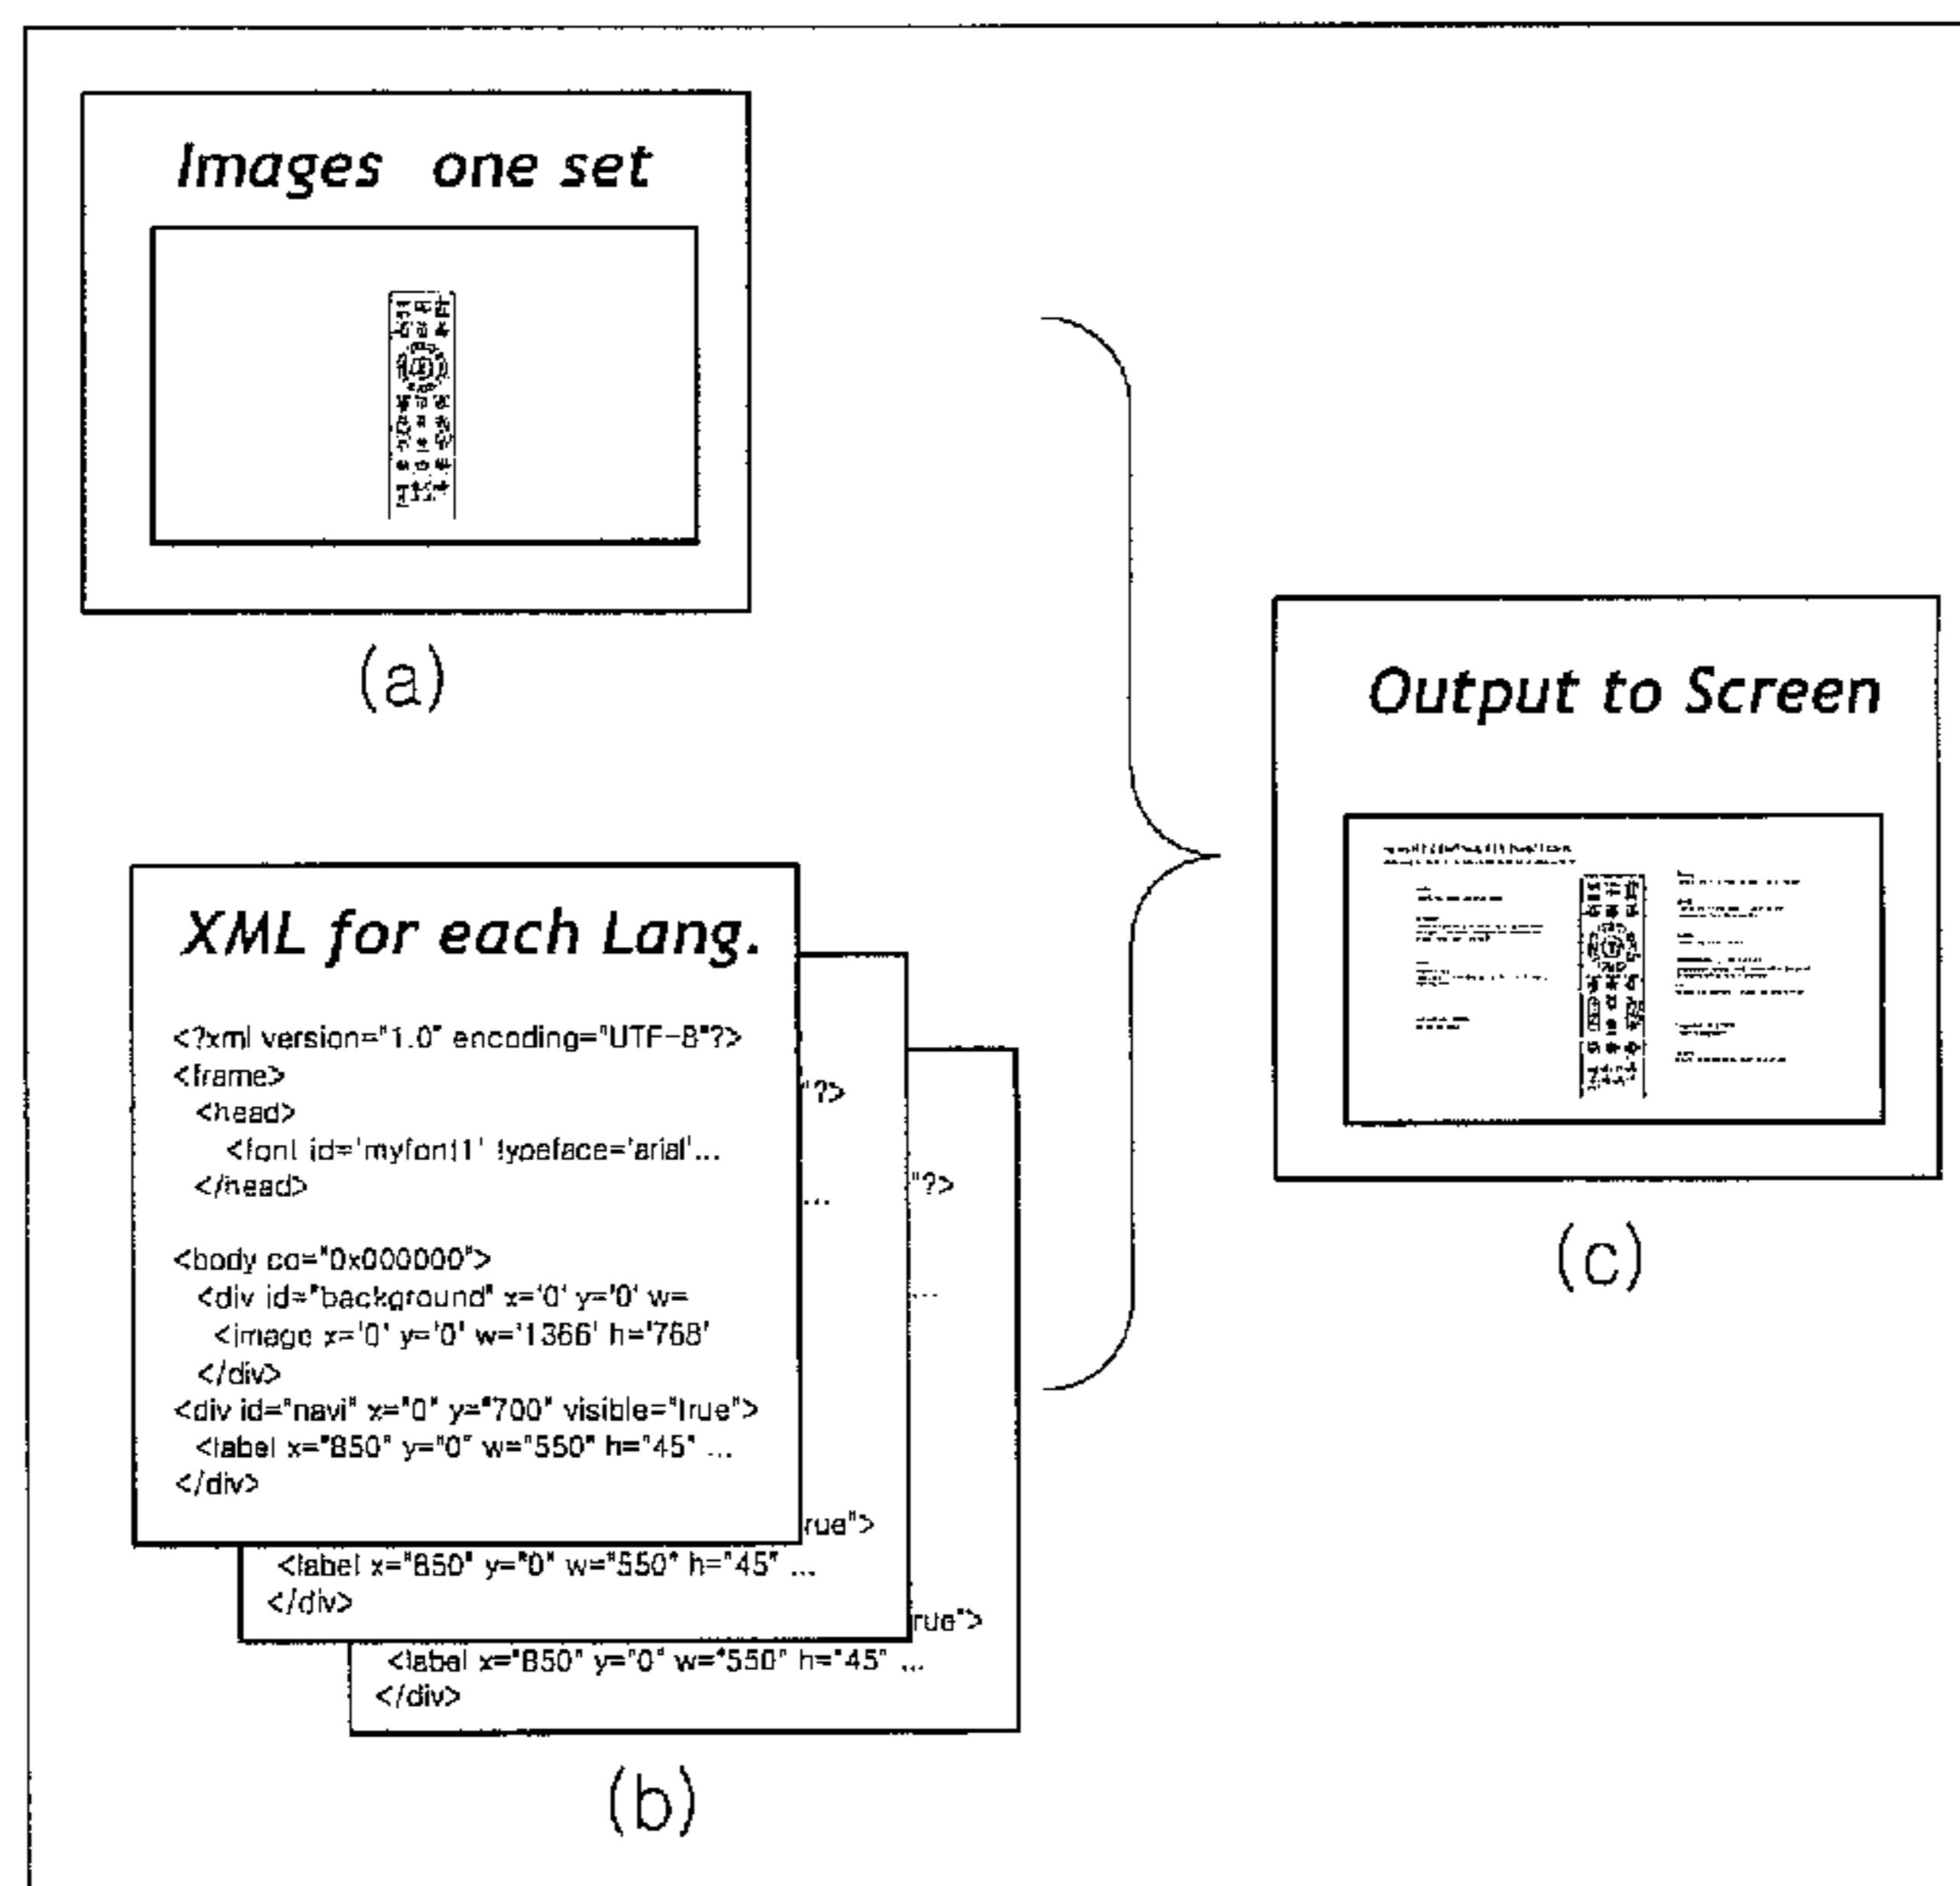 Images one set
(a)
XML for each Lang.
<?xml version="1.0" encoding="UTF-8"?>
<frame>
<head>
<font id='myfont1' typeface='arial'...
</head>
<body co="0x000000">
<div id="background" x='0' y='0' w=
<image x='0' y='0' w='1366' h='768'
</div>
<div id="navi" x="0" y="700" visible="true">
<label x="850" y="0" w="550" h="45" ...
</div>
"?>
...
rue">
<label x="850" y="0" w="550" h="45" ...
</div>
"?>
...
rue">
<label x="850" y="0" w="550" h="45" ...
</div>
(b)
Output to Screen
(c)